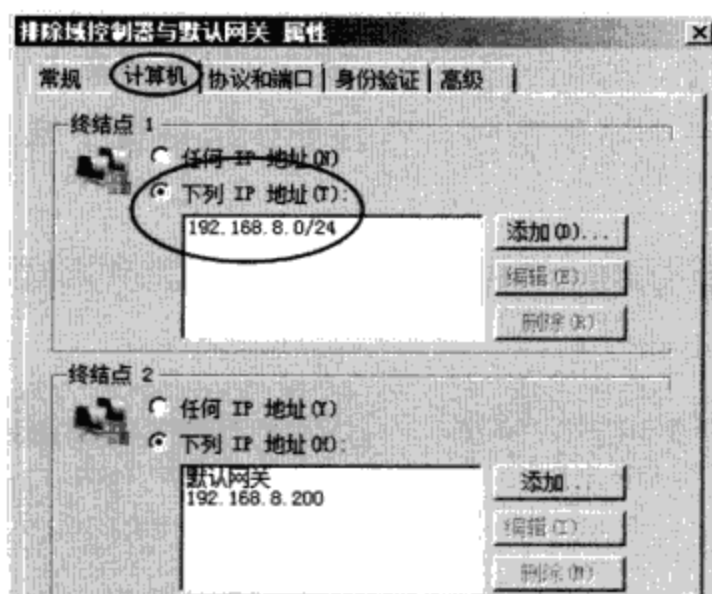 排除域控制器与默认网关 属性
常规 计算机 协议和端口 身份验证 高级
终结点 1
任何 IP 地址(N)
下列 IP 地址(T):
192.168.8.0/24
添加(D)...
编辑(E)...
删除(R)
终结点 2
任何 IP 地址(Y)
下列 IP 地址(H):
默认网关
192.168.8.200
添加...
编辑(I)...
删除(M)